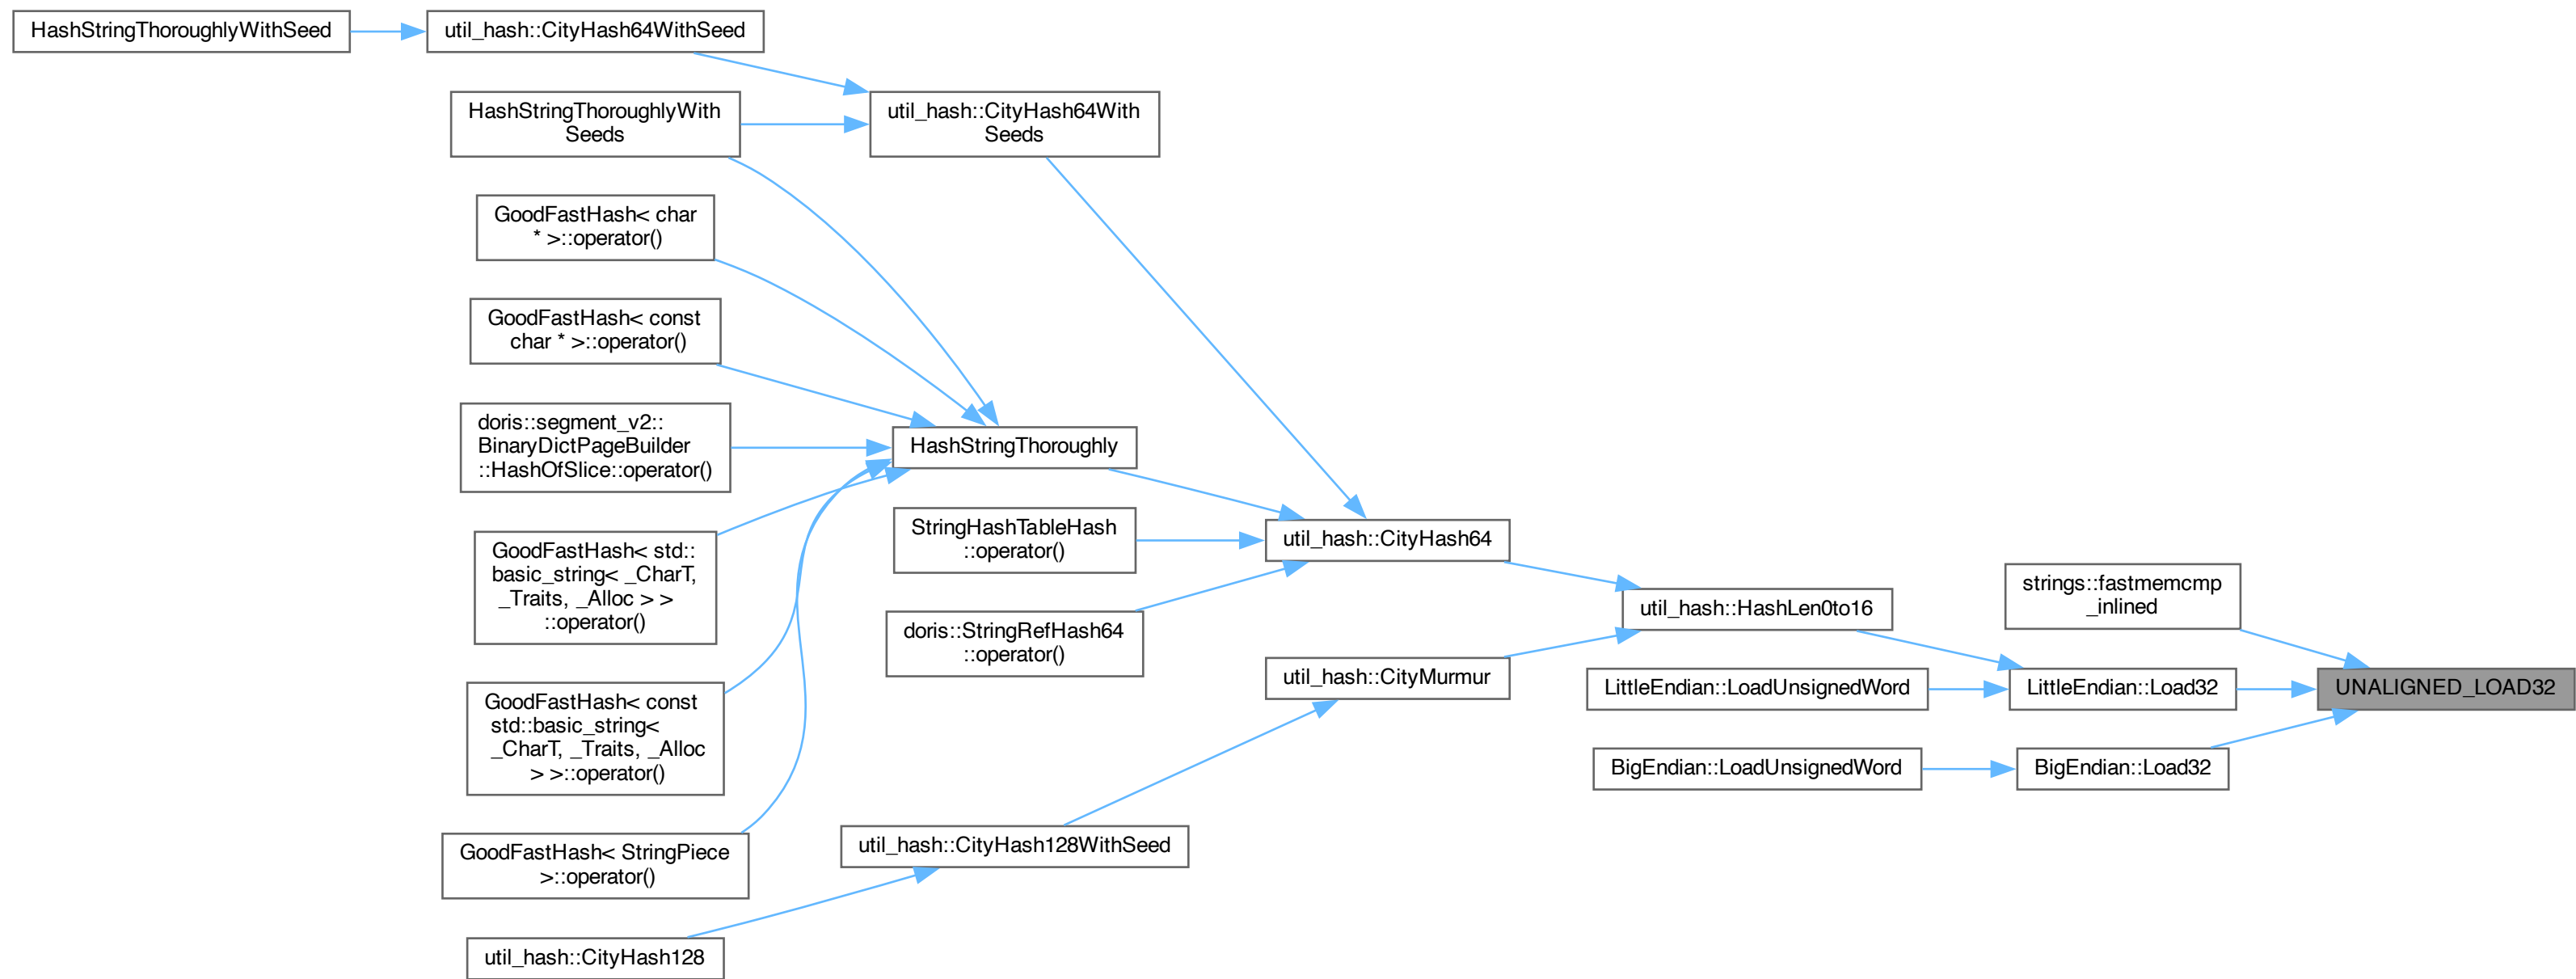 HashStringThoroughlyWithSeed
util_hash::CityHash64WithSeed
HashStringThoroughlyWith
Seeds
util_hash::CityHash64With
Seeds
GoodFastHash< char
* >::operator()
GoodFastHash< const
char * >::operator()
doris::segment_v2::
BinaryDictPageBuilder
::HashOfSlice::operator()
HashStringThoroughly
GoodFastHash< std::
basic_string< _CharT,
_Traits, _Alloc > >
::operator()
StringHashTableHash
::operator()
util_hash::CityHash64
doris::StringRefHash64
::operator()
util_hash::HashLen0to16
strings::fastmemcmp
_inlined
GoodFastHash< const
std::basic_string<
_CharT, _Traits, _Alloc
> >::operator()
util_hash::CityMurmur
LittleEndian::LoadUnsignedWord
LittleEndian::Load32
UNALIGNED_LOAD32
BigEndian::LoadUnsignedWord
BigEndian::Load32
GoodFastHash< StringPiece
>::operator()
util_hash::CityHash128WithSeed
util_hash::CityHash128